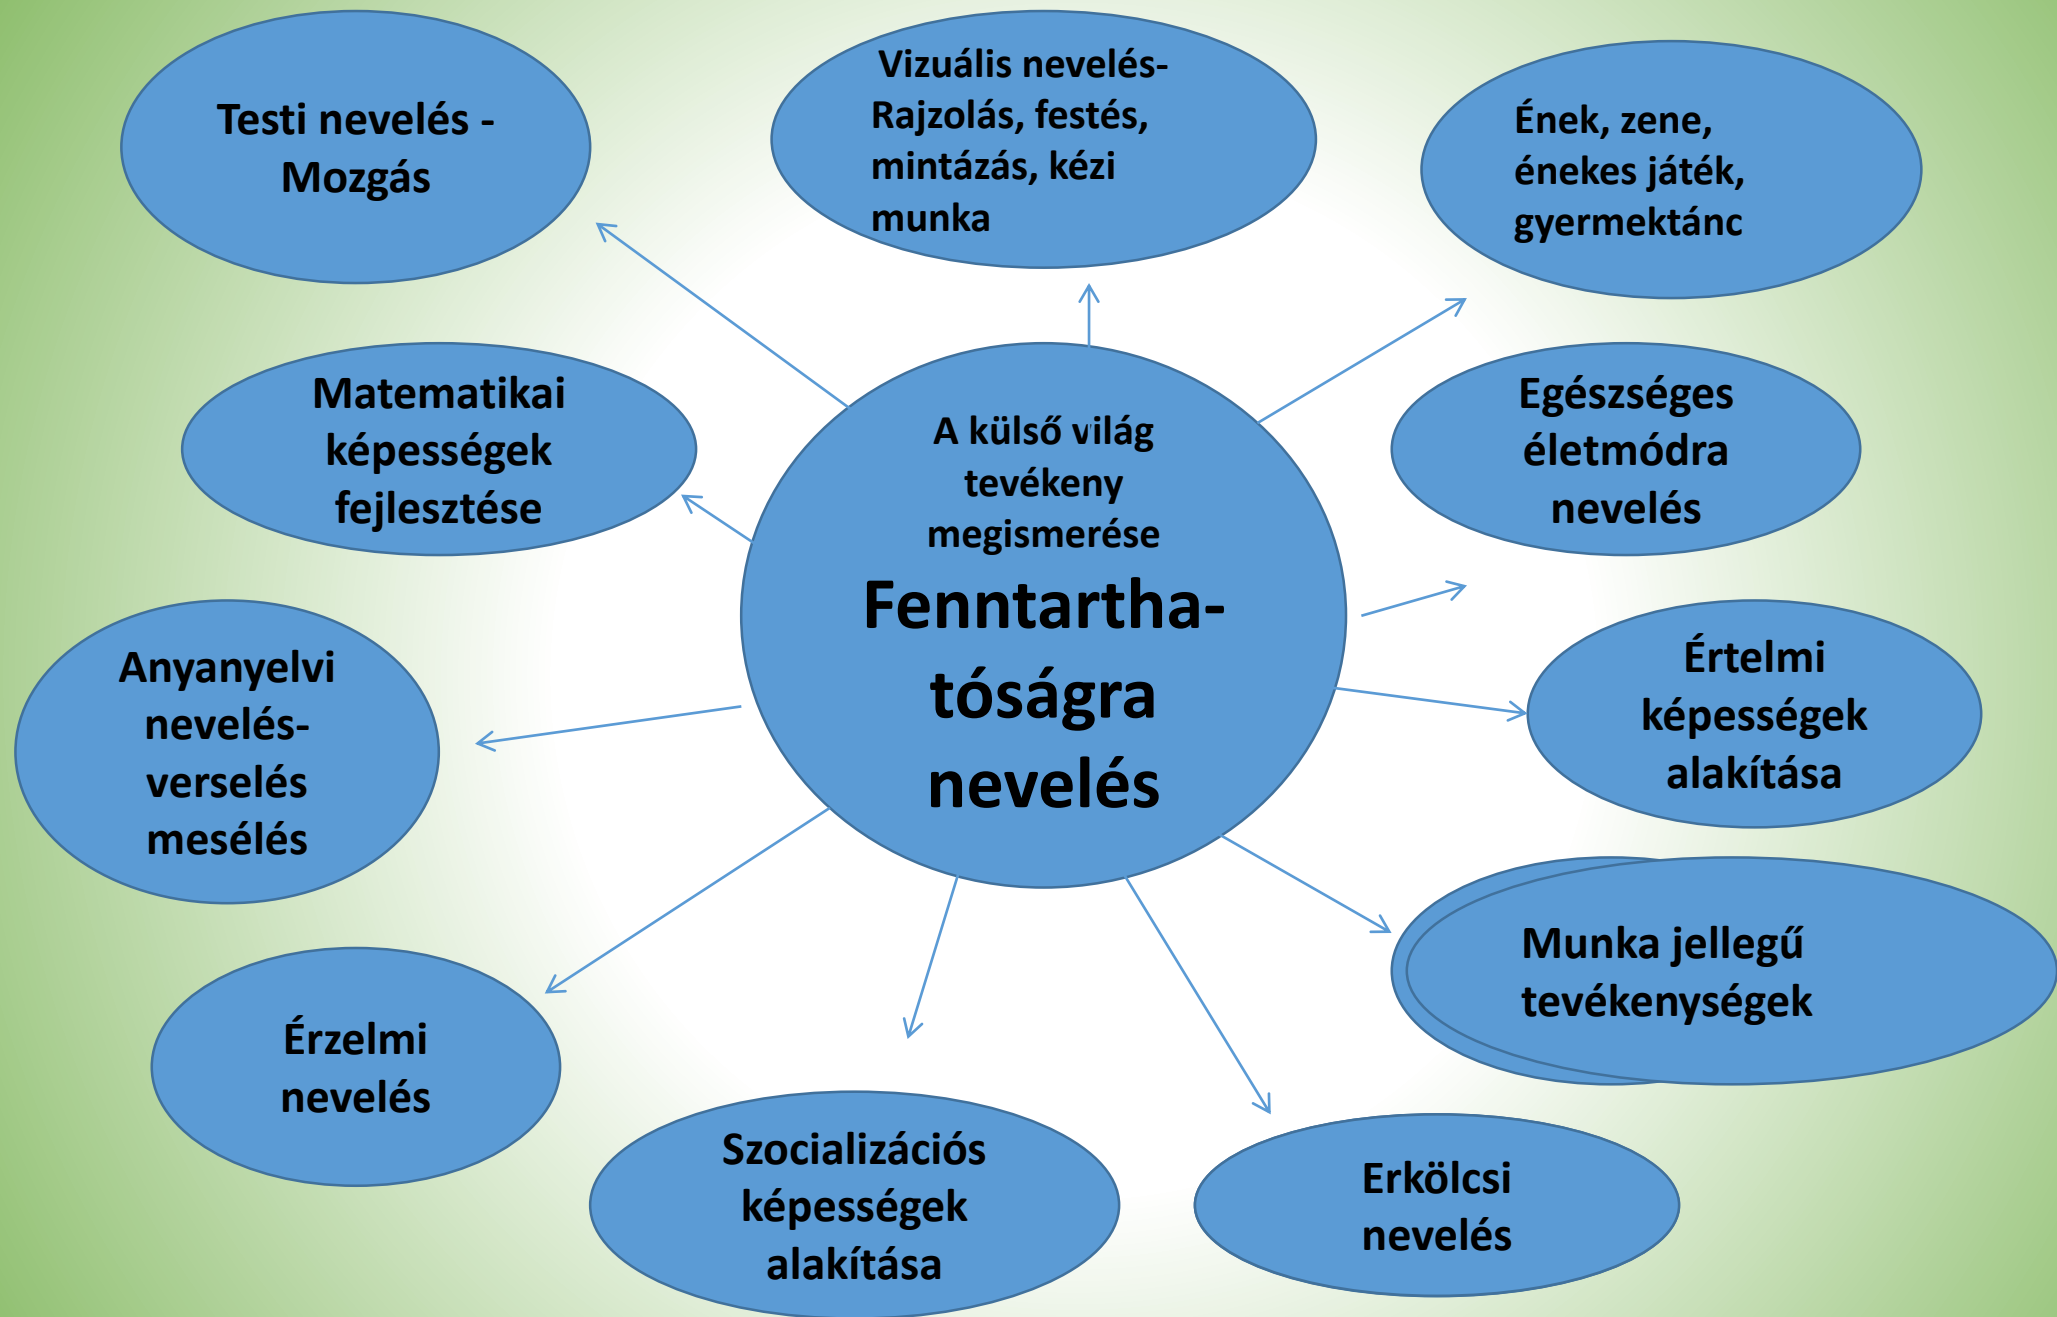 Testi nevelés -
Mozgás
Vizuális nevelés-
Rajzolás, festés,
mintázás, kézi
munka
Ének, zene,
énekes játék,
gyermektánc
Matematikai
képességek
fejlesztése
A külső világ
tevékeny
megismerése
Fenntartha-
tóságra
nevelés
Egészséges
életmódra
nevelés
Anyanyelvi
nevelés-
verselés
mesélés
Értelmi
képességek
alakítása
Munka jellegű
tevékenységek
Érzelmi
nevelés
Szocializációs
képességek
alakítása
Erkölcsi
nevelés